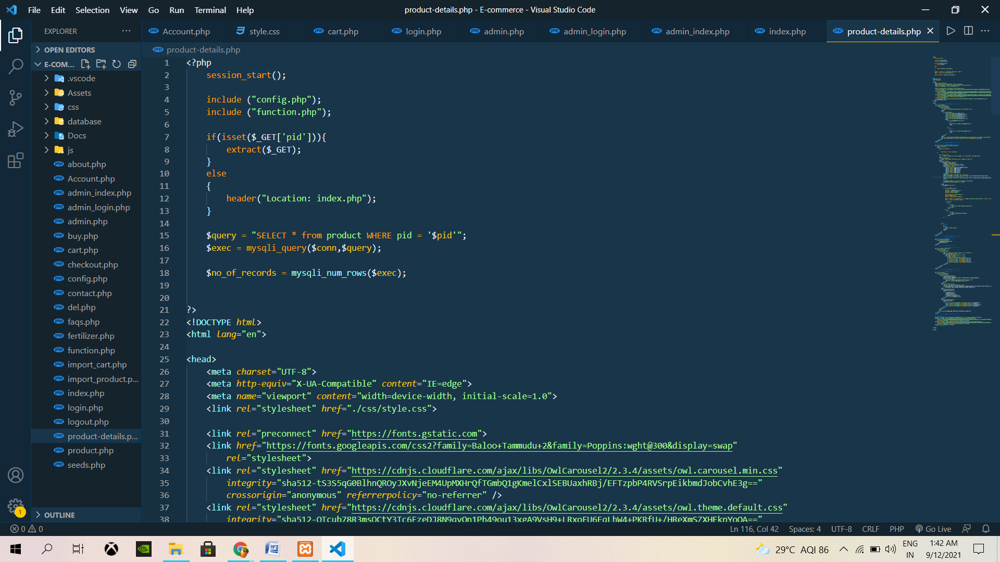 File Edit Selection View Go Run Terminal Help
product-details.php - E-commerce - Visual Studio Code
EXPLORER
Account.php style.css cart.php login.php admin.php admin_login.php admin_index.php index.php product-details.php
OPEN EDITORS
E-COM...
.vscode
Assets
css
database
Docs
js
about.php
Account.php
admin_index.php
admin_login.php
admin.php
buy.php
cart.php
checkout.php
config.php
contact.php
del.php
faqs.php
fertilizer.php
function.php
import_cart.php
import_product.p...
index.php
login.php
logout.php
product-details.p...
product.php
seeds.php
OUTLINE
product-details.php
1 <?php
2 session_start();
3
4 include ("config.php");
5 include ("function.php");
6
7 if(isset($_GET['pid'])){
8 extract($_GET);
9 }
10 else
11 {
12 header("Location: index.php");
13 }
14
15 $query = "SELECT * from product WHERE pid = '$pid'";
16 $exec = mysqli_query($conn,$query);
17
18 $no_of_records = mysqli_num_rows($exec);
19
20
21 ?>
22 <!DOCTYPE html>
23 <html lang="en">
24
25 <head>
26 <meta charset="UTF-8">
27 <meta http-equiv="X-UA-Compatible" content="IE=edge">
28 <meta name="viewport" content="width=device-width, initial-scale=1.0">
29 <link rel="stylesheet" href="./css/style.css">
30
31 <link rel="preconnect" href="https://fonts.gstatic.com">
32 <link href="https://fonts.googleapis.com/css2?family=Baloo+Tammudu+2&family=Poppins:wght@300&display=swap"
33 rel="stylesheet">
34 <link rel="stylesheet" href="https://cdnjs.cloudflare.com/ajax/libs/OwlCarousel2/2.3.4/assets/owl.carousel.min.css"
35 integrity="sha512-tS3S5qG0BlhnQROyJXvNjeEM4UpMXHrQfTGmbQ1gKmelCxlSEBUaxhRBj/EFTzpbP4RVSrpEikbmdJobCvhE3g=="
36 crossorigin="anonymous" referrerpolicy="no-referrer" />
37 <link rel="stylesheet" href="https://cdnjs.cloudflare.com/ajax/libs/OwlCarousel2/2.3.4/assets/owl.theme.default.css"
38 integrity="sha512-OTcub78R3msOCtY3Tc6FzeDJ8N9qvOn1Ph49ou13xgA9VsH9+LRxoFU6EqLhW4+PKRfU+/HReXmSZXHEkpYoOA=="
0 0
Ln 116, Col 42 Spaces: 4 UTF-8 CRLF PHP Go Live
1
29°C AQI 86
ENG
IN
1:42 AM
9/12/2021